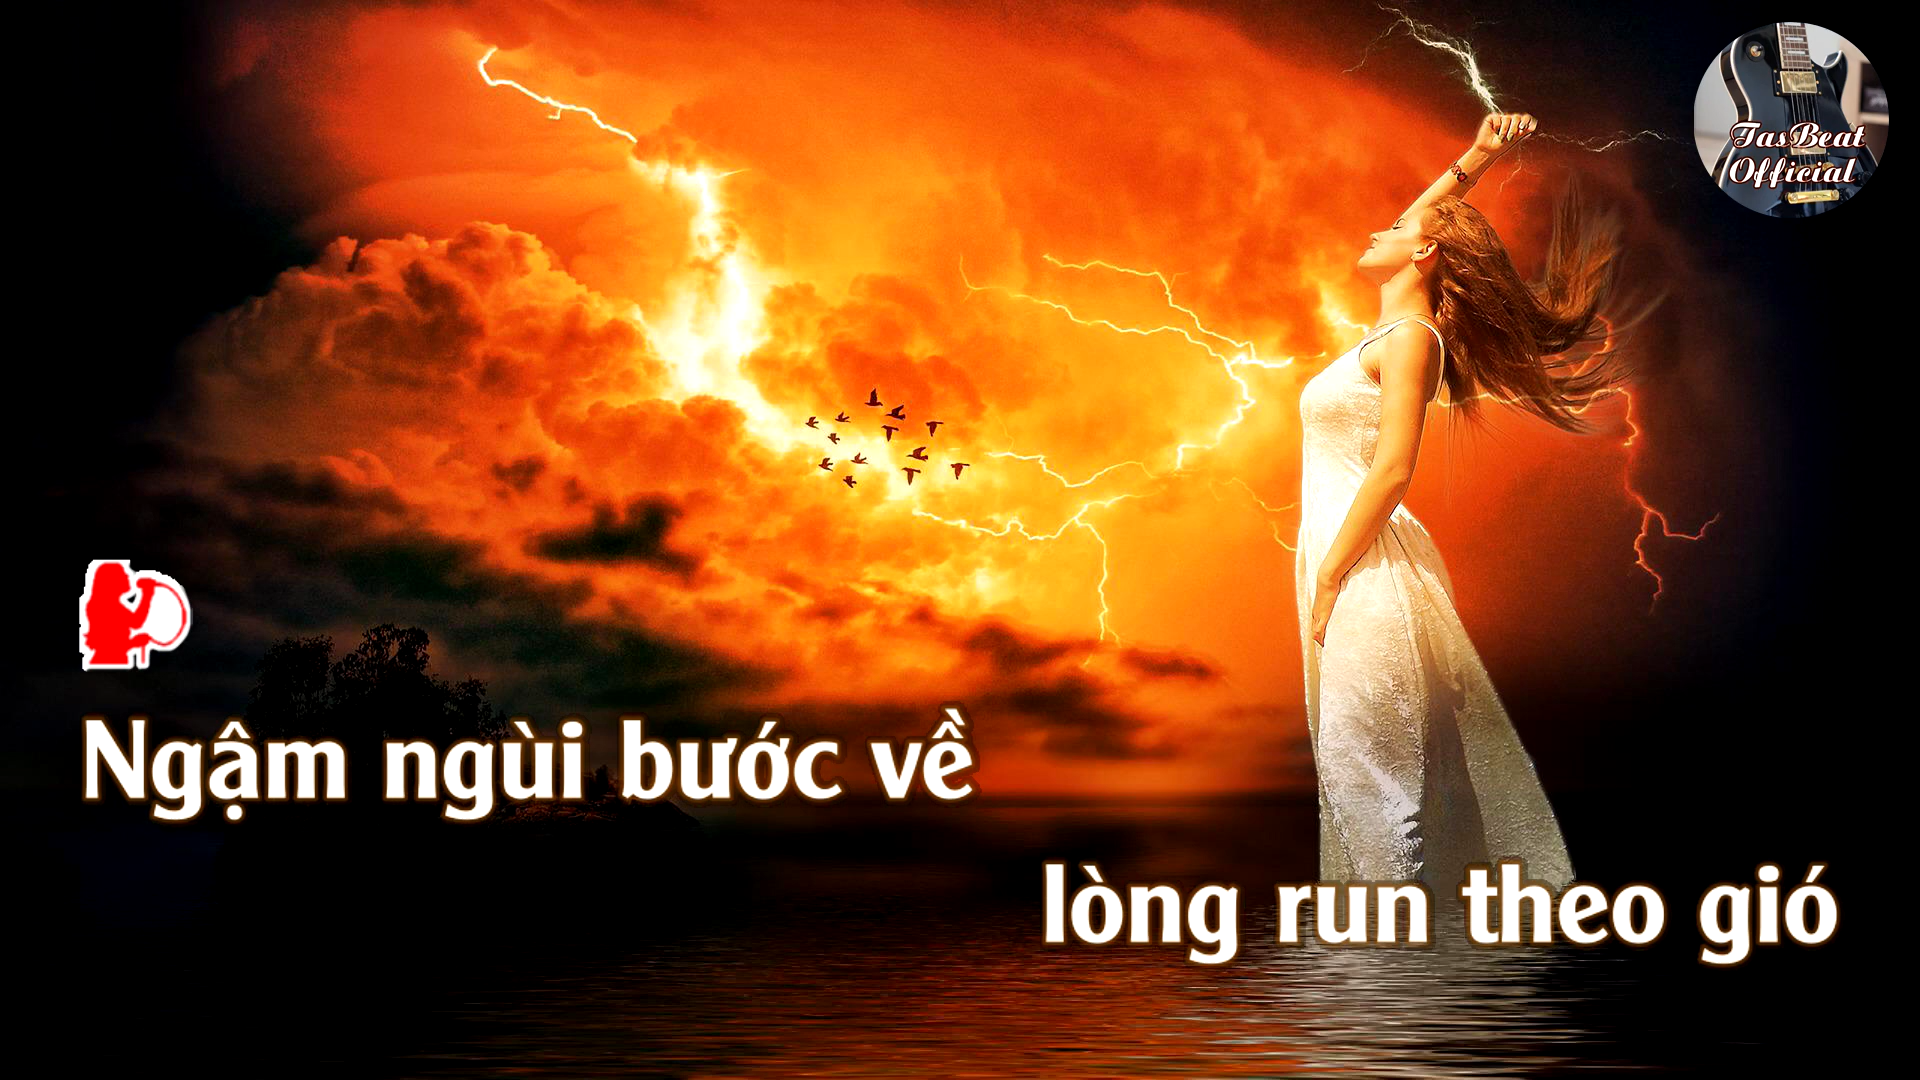 TasBeat
Official
Ngậm ngùi bước về
lòng run theo gió